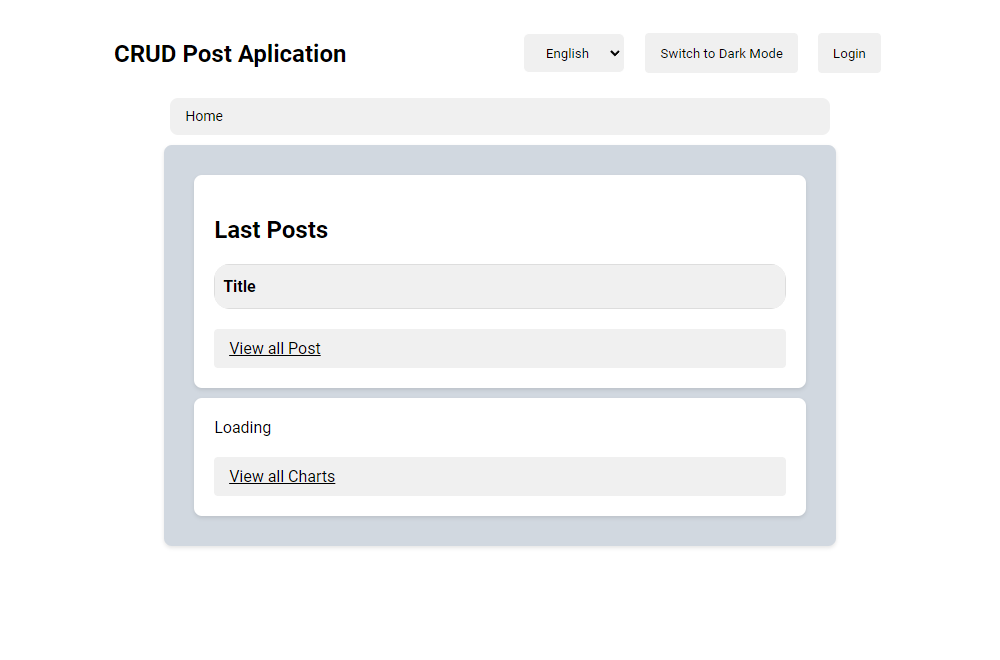 CRUD Post Aplication
English
Switch to Dark Mode
Login
Home
Last Posts
Title
View all Post
Loading
View all Charts